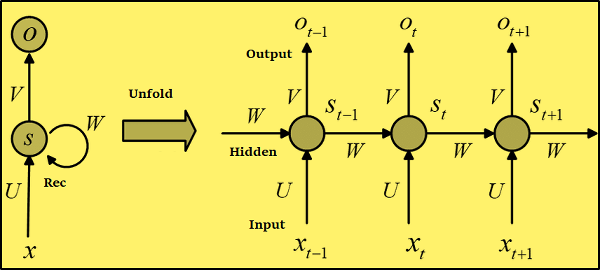 O
V
W
S
U
Rec
x
Unfold
O_{t-1} O_t O_{t+1}
Output
V V V
W S_{t-1} S_t S_{t+1}
Hidden W W W
U U U
Input
x_{t-1} x_t x_{t+1}